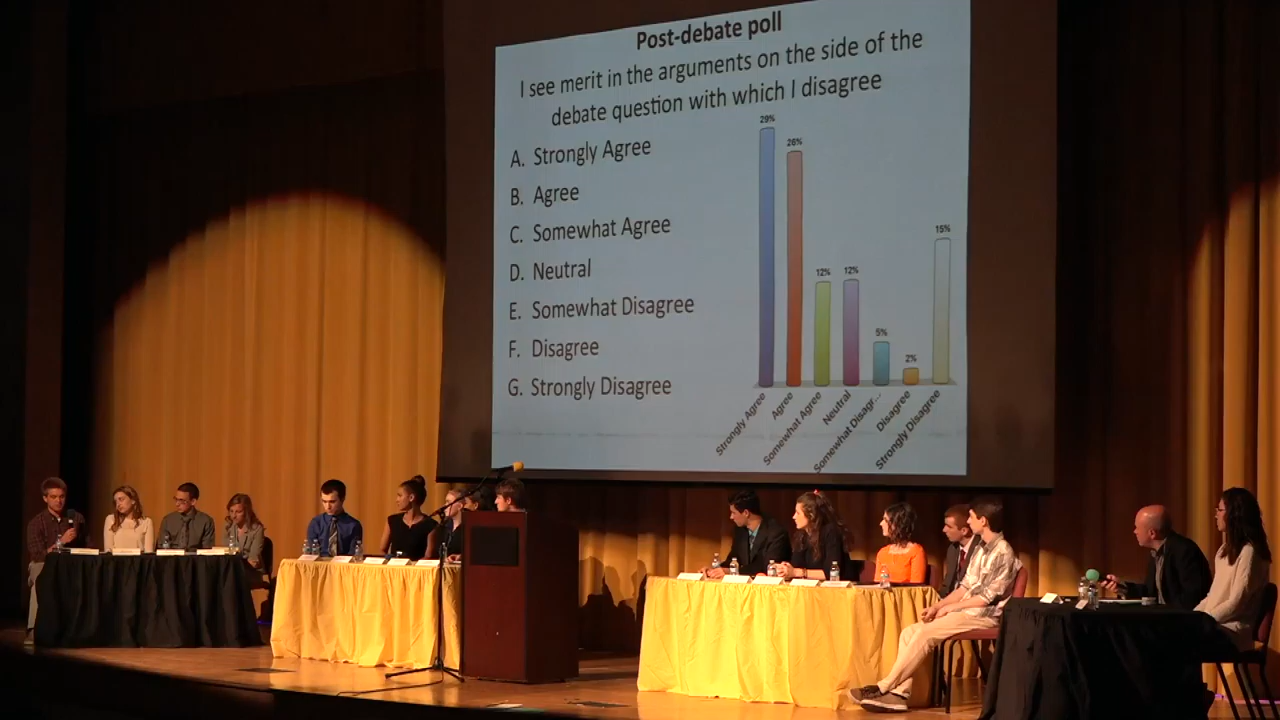 Post-debate poll
I see merit in the arguments on the side of the
debate question with which I disagree
A. Strongly Agree
B. Agree
C. Somewhat Agree
D. Neutral
E. Somewhat Disagree
F. Disagree
G. Strongly Disagree
29%
26%
12%
12%
5%
2%
15%
Strongly Agree
Agree
Somewhat Agree
Neutral
Somewhat Disagr...
Disagree
Strongly Disagree